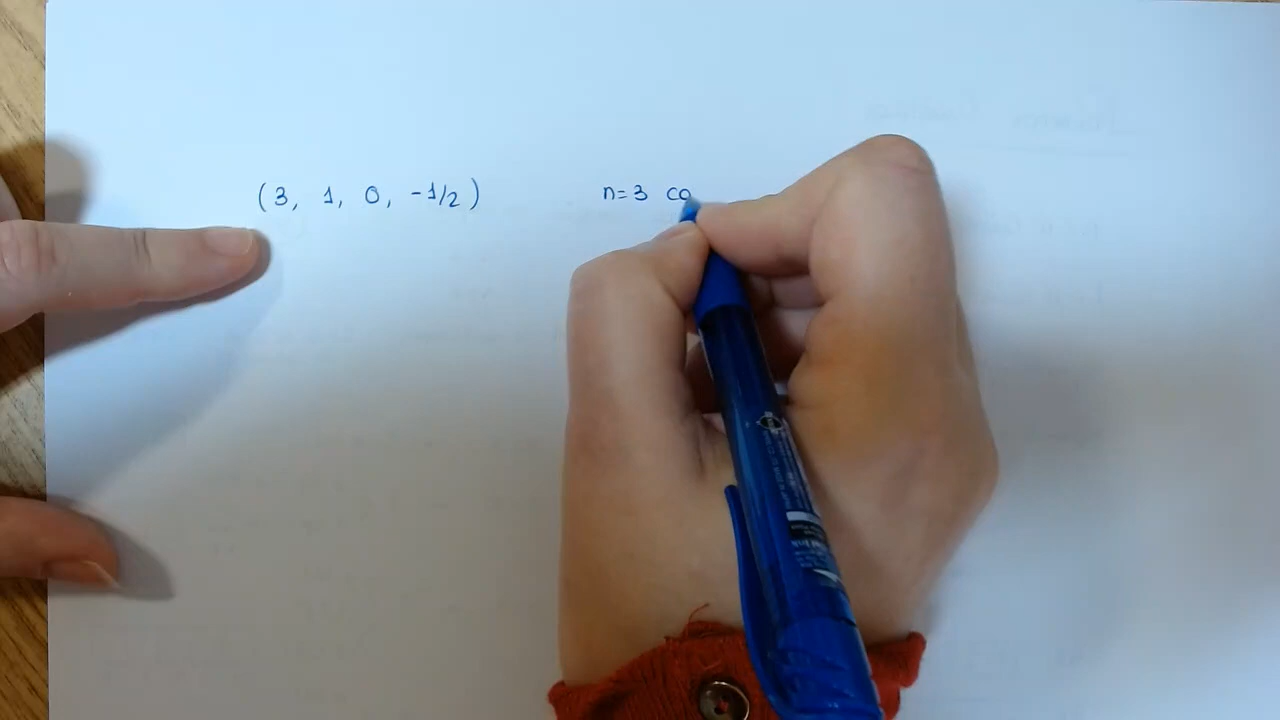 (3, 1, 0, -1/2) n=3 co